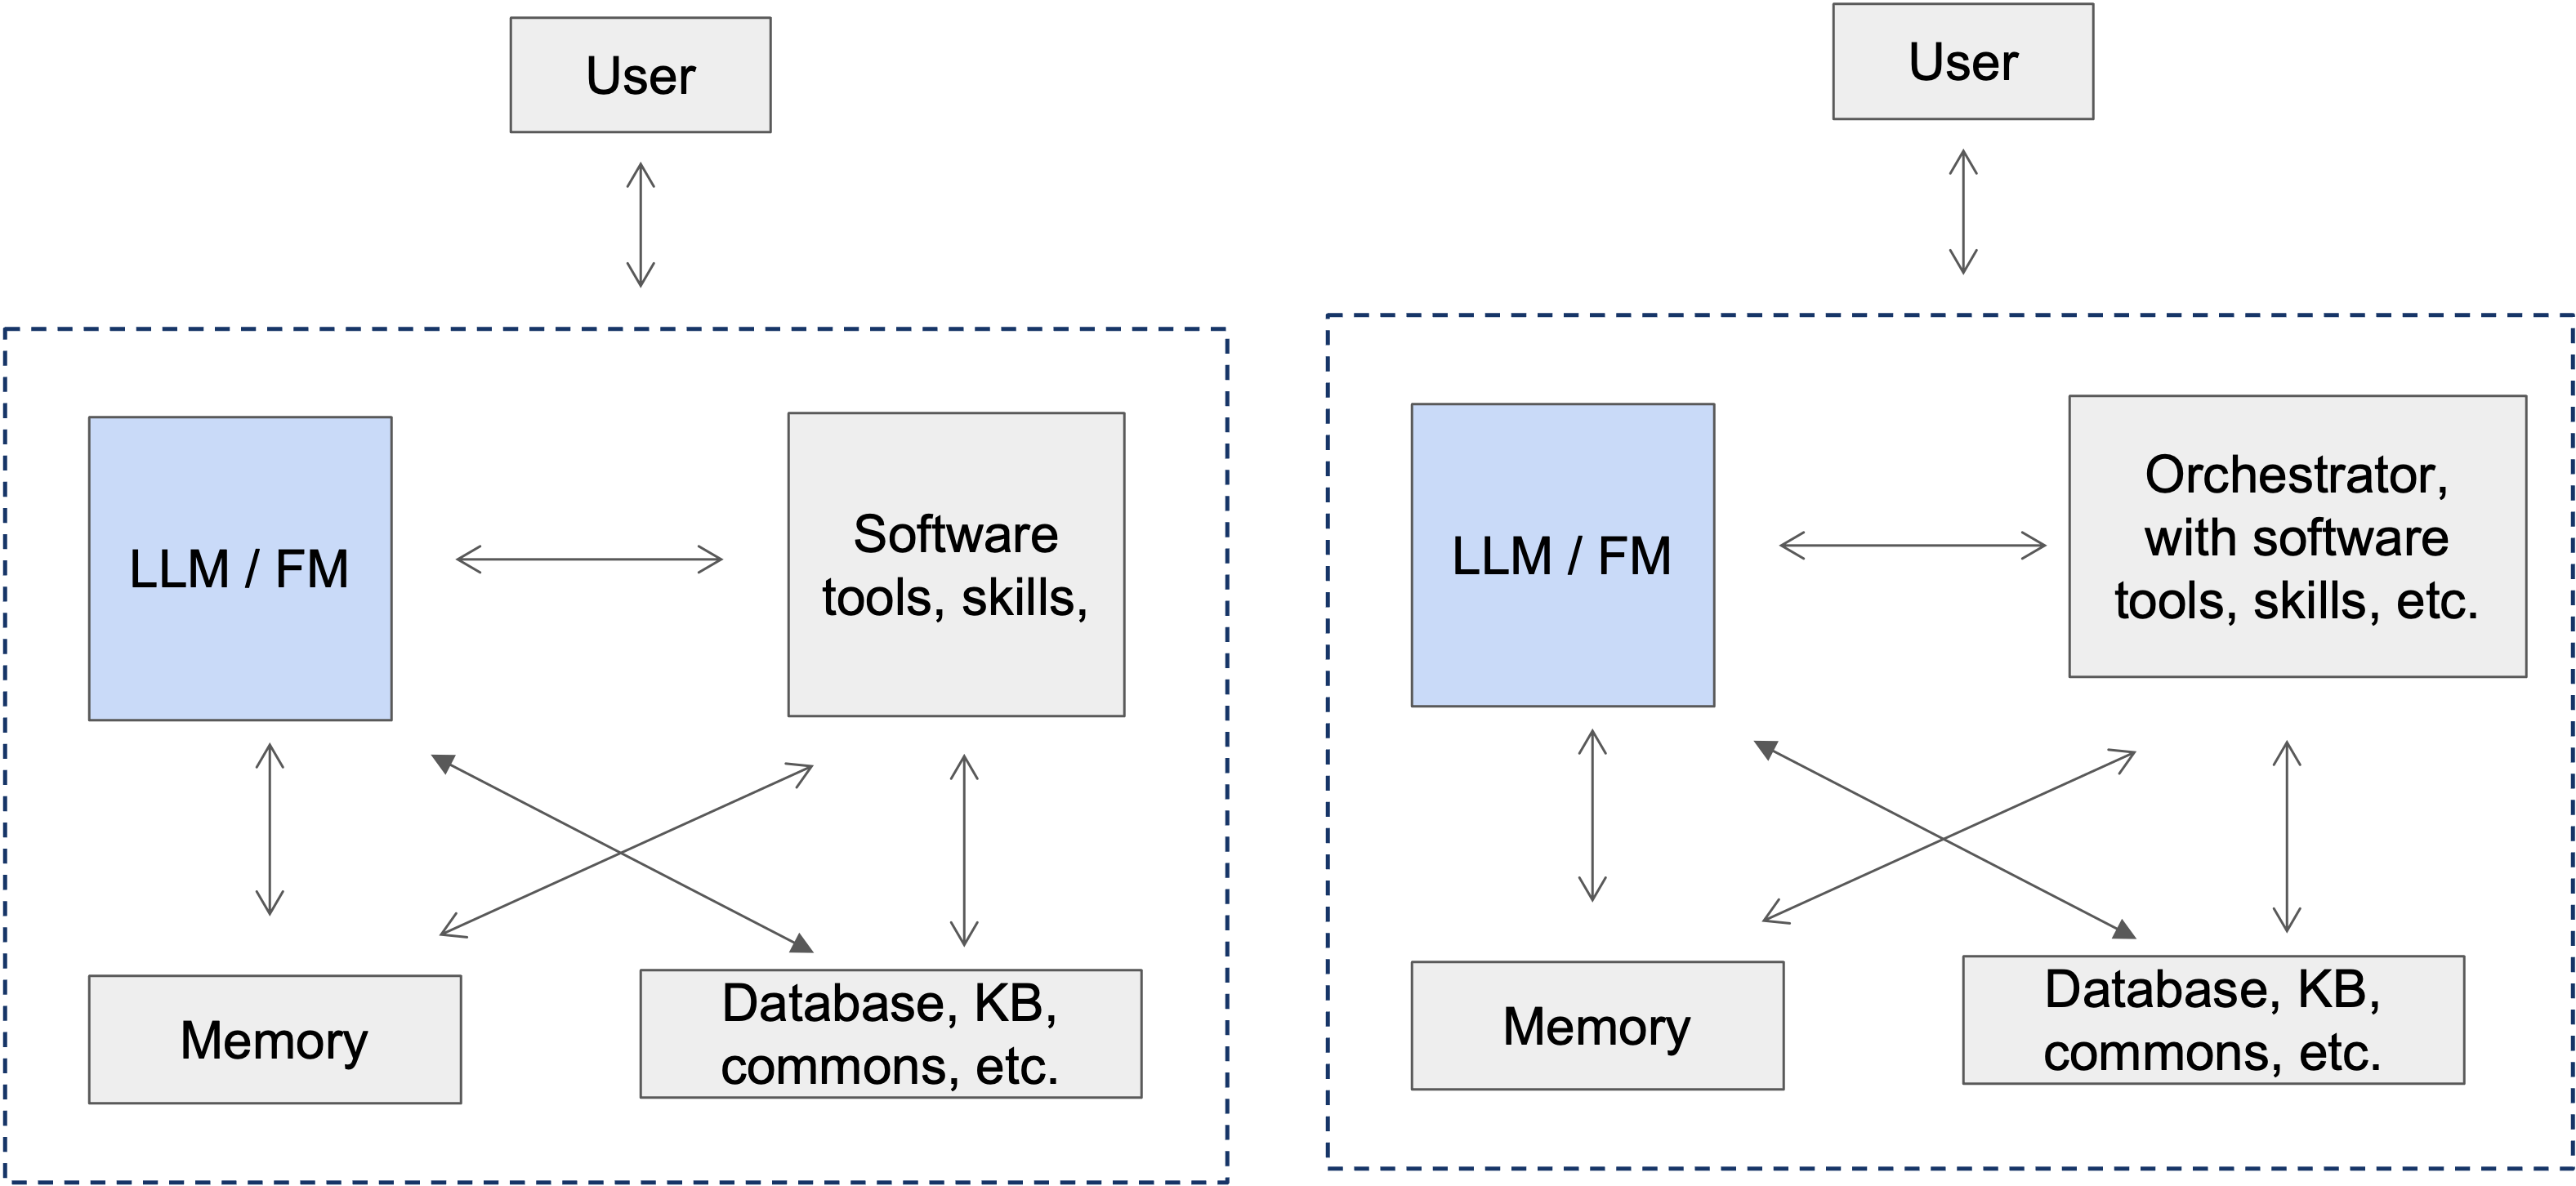 User
LLM / FM
Software
tools, skills,
Memory
Database, KB,
commons, etc.
User
LLM / FM
Orchestrator,
with software
tools, skills, etc.
Memory
Database, KB,
commons, etc.